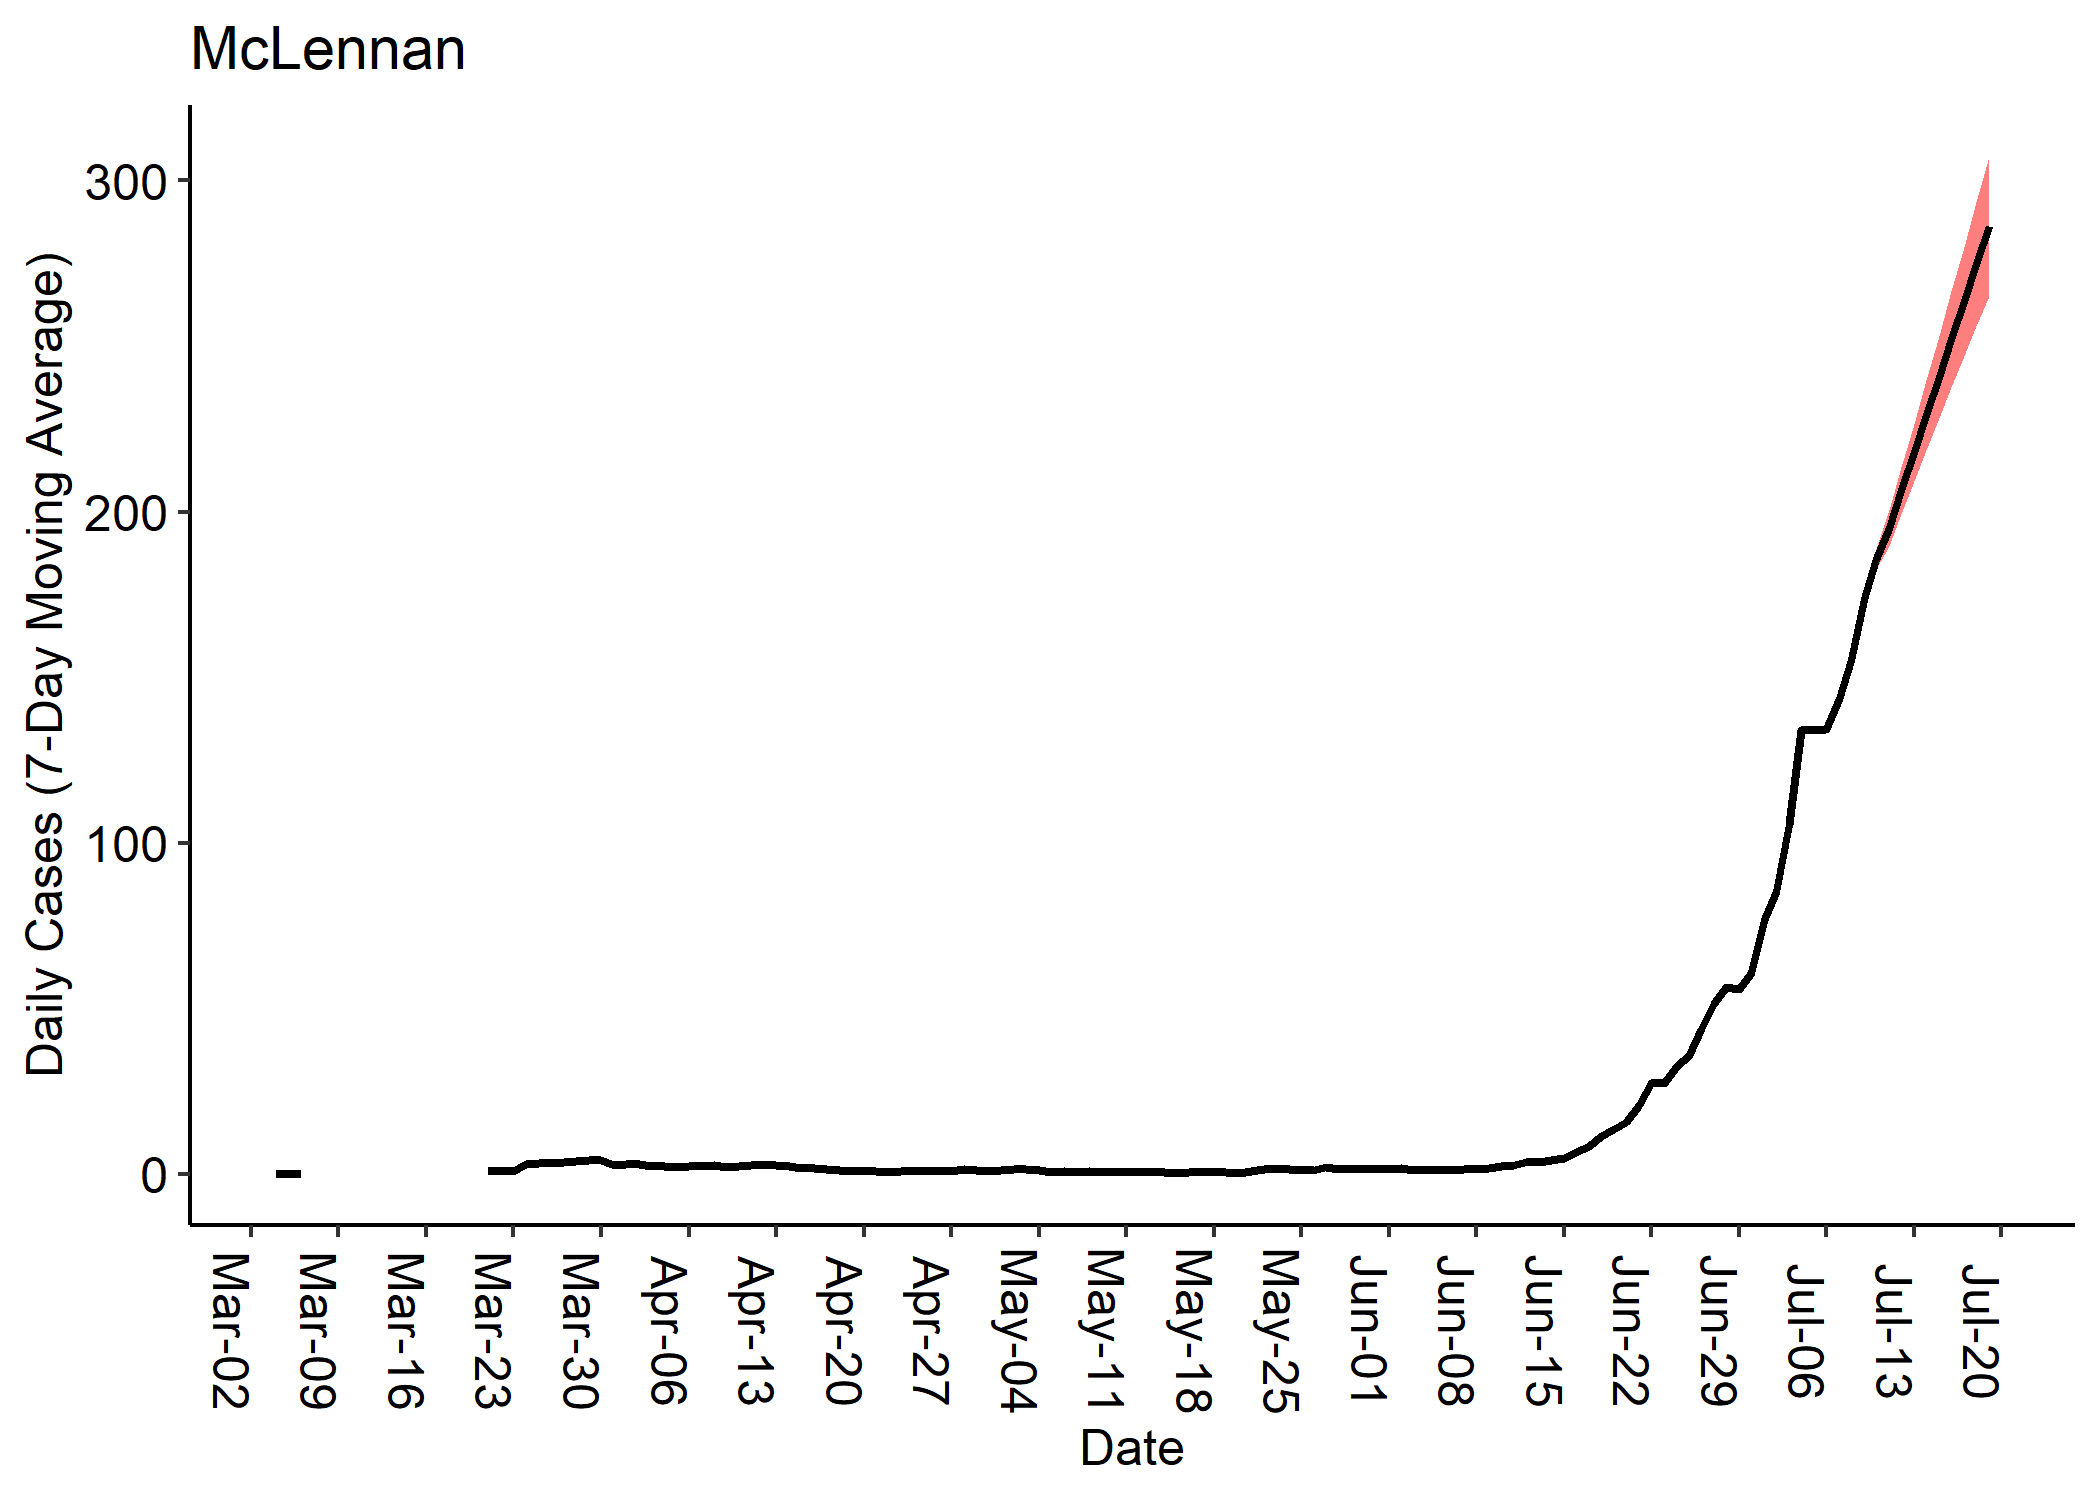 McLennan
Daily Cases (7-Day Moving Average)
300
200
100
0
Mar-02
Mar-09
Mar-16
Mar-23
Mar-30
Apr-06
Apr-13
Apr-20
Apr-27
May-04
May-11
May-18
May-25
Jun-01
Jun-08
Jun-15
Jun-22
Jun-29
Jul-06
Jul-13
Jul-20
Date